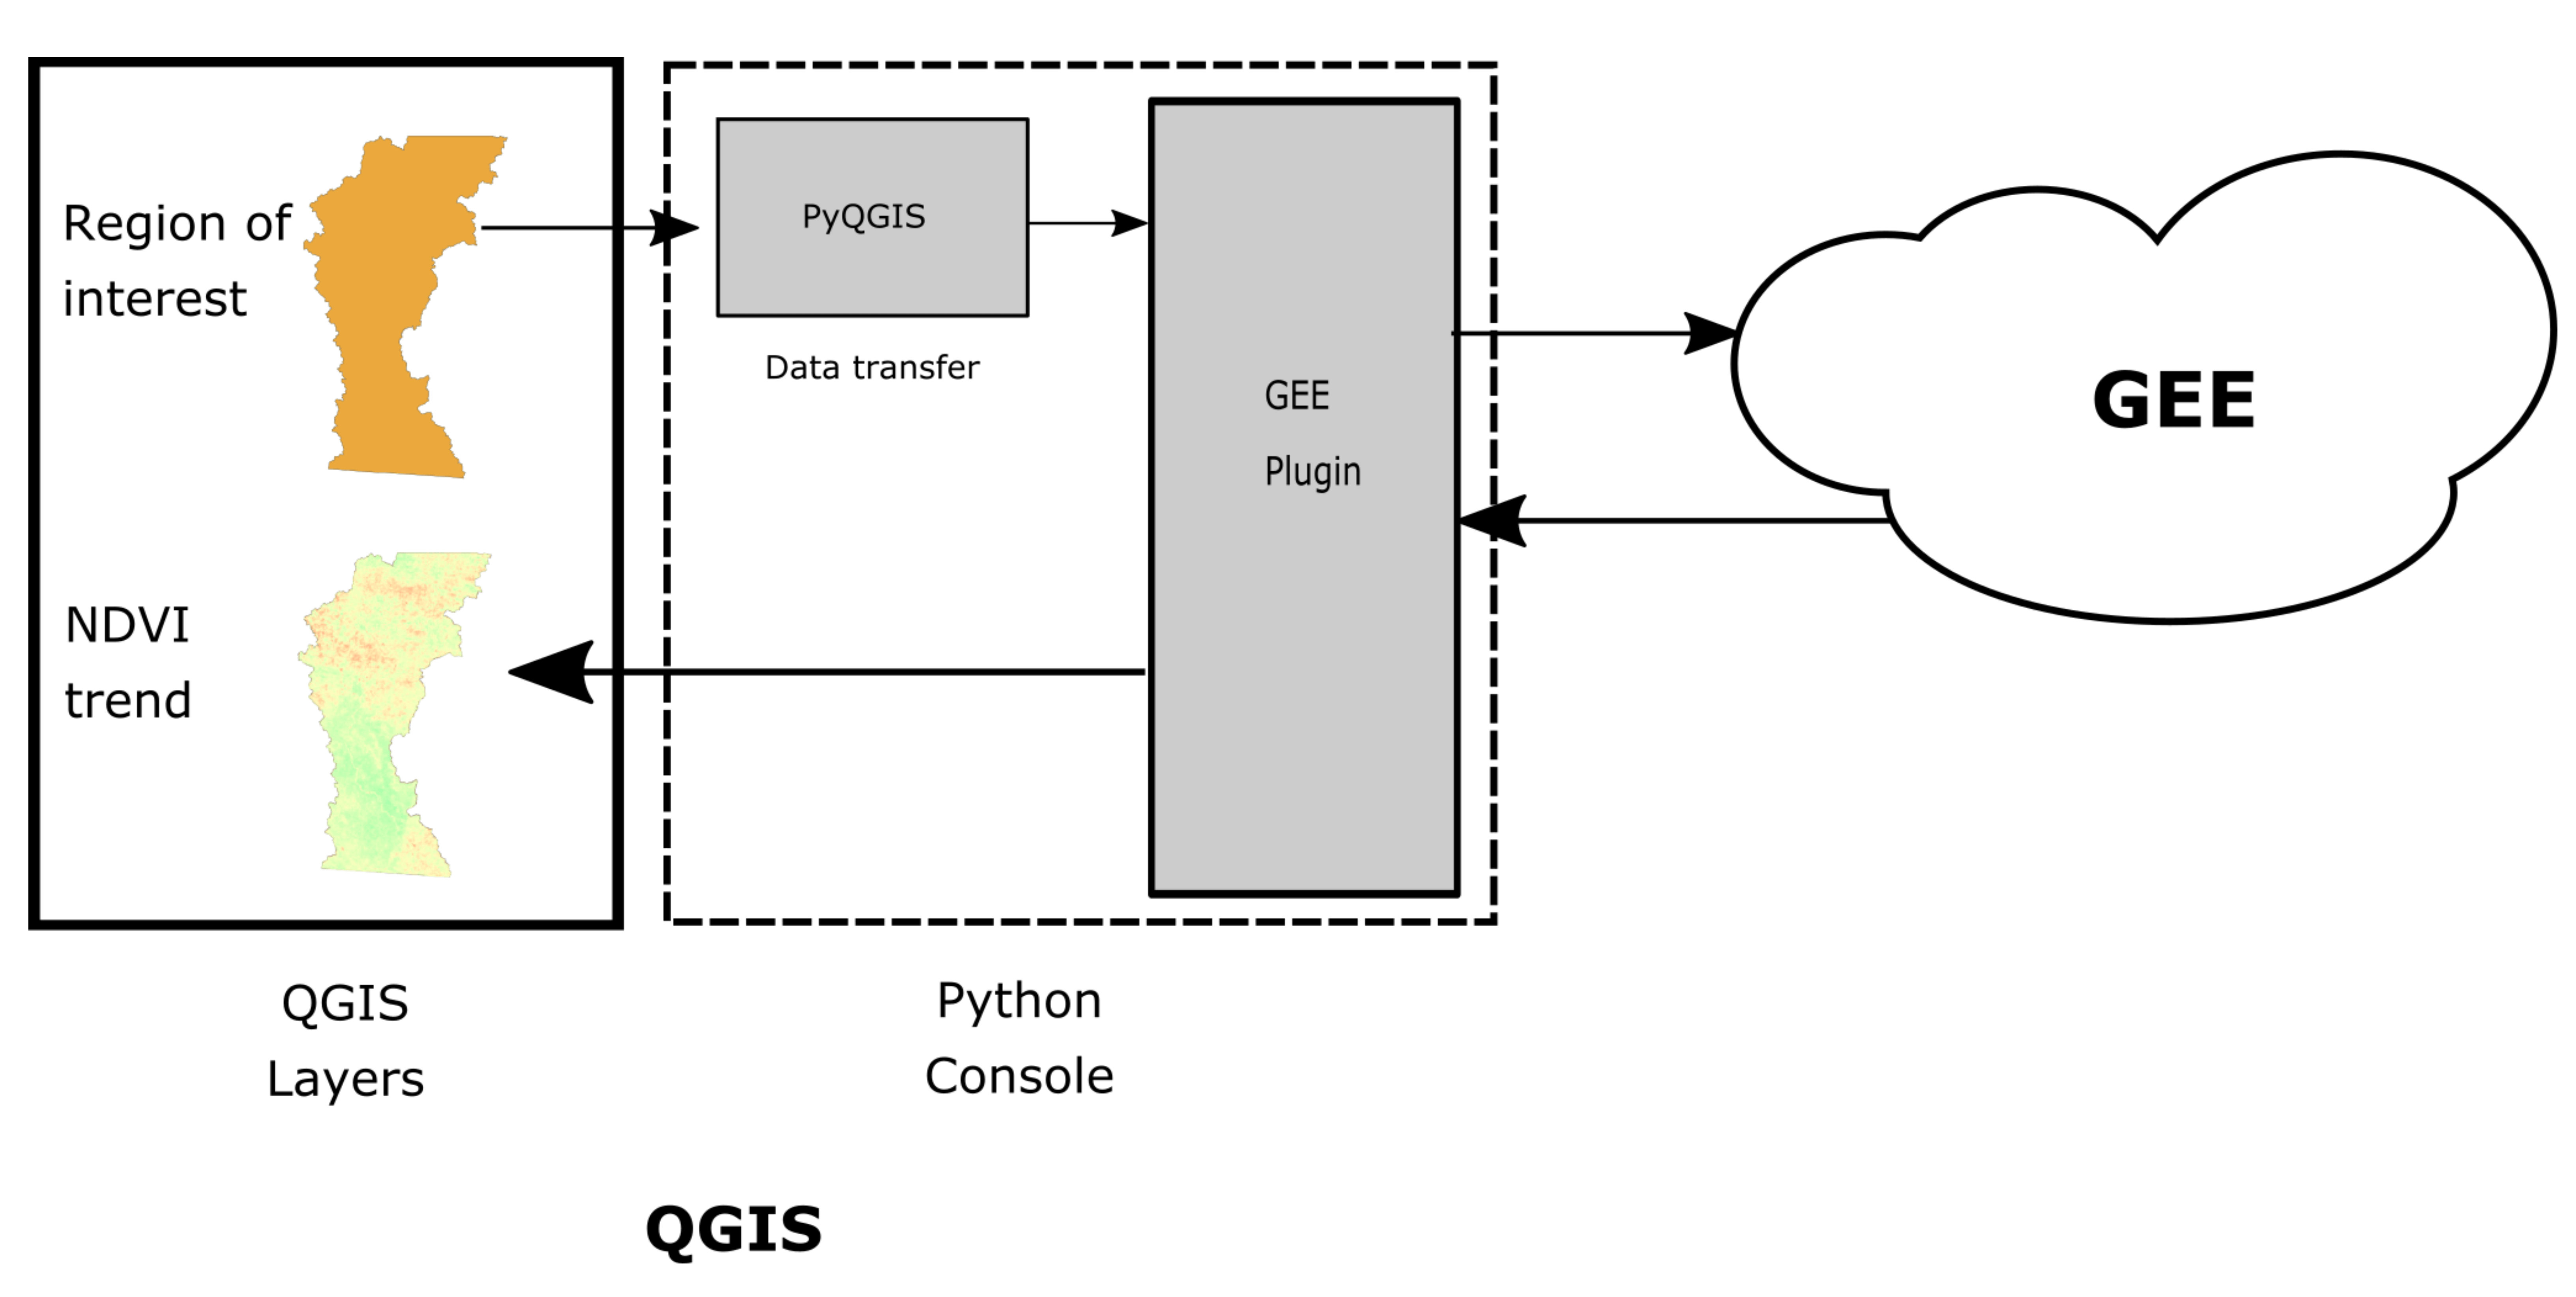 Region of
interest
NDVI
trend
QGIS
Layers
PyQGIS
Data transfer
GEE
Plugin
Python
Console
GEE
QGIS